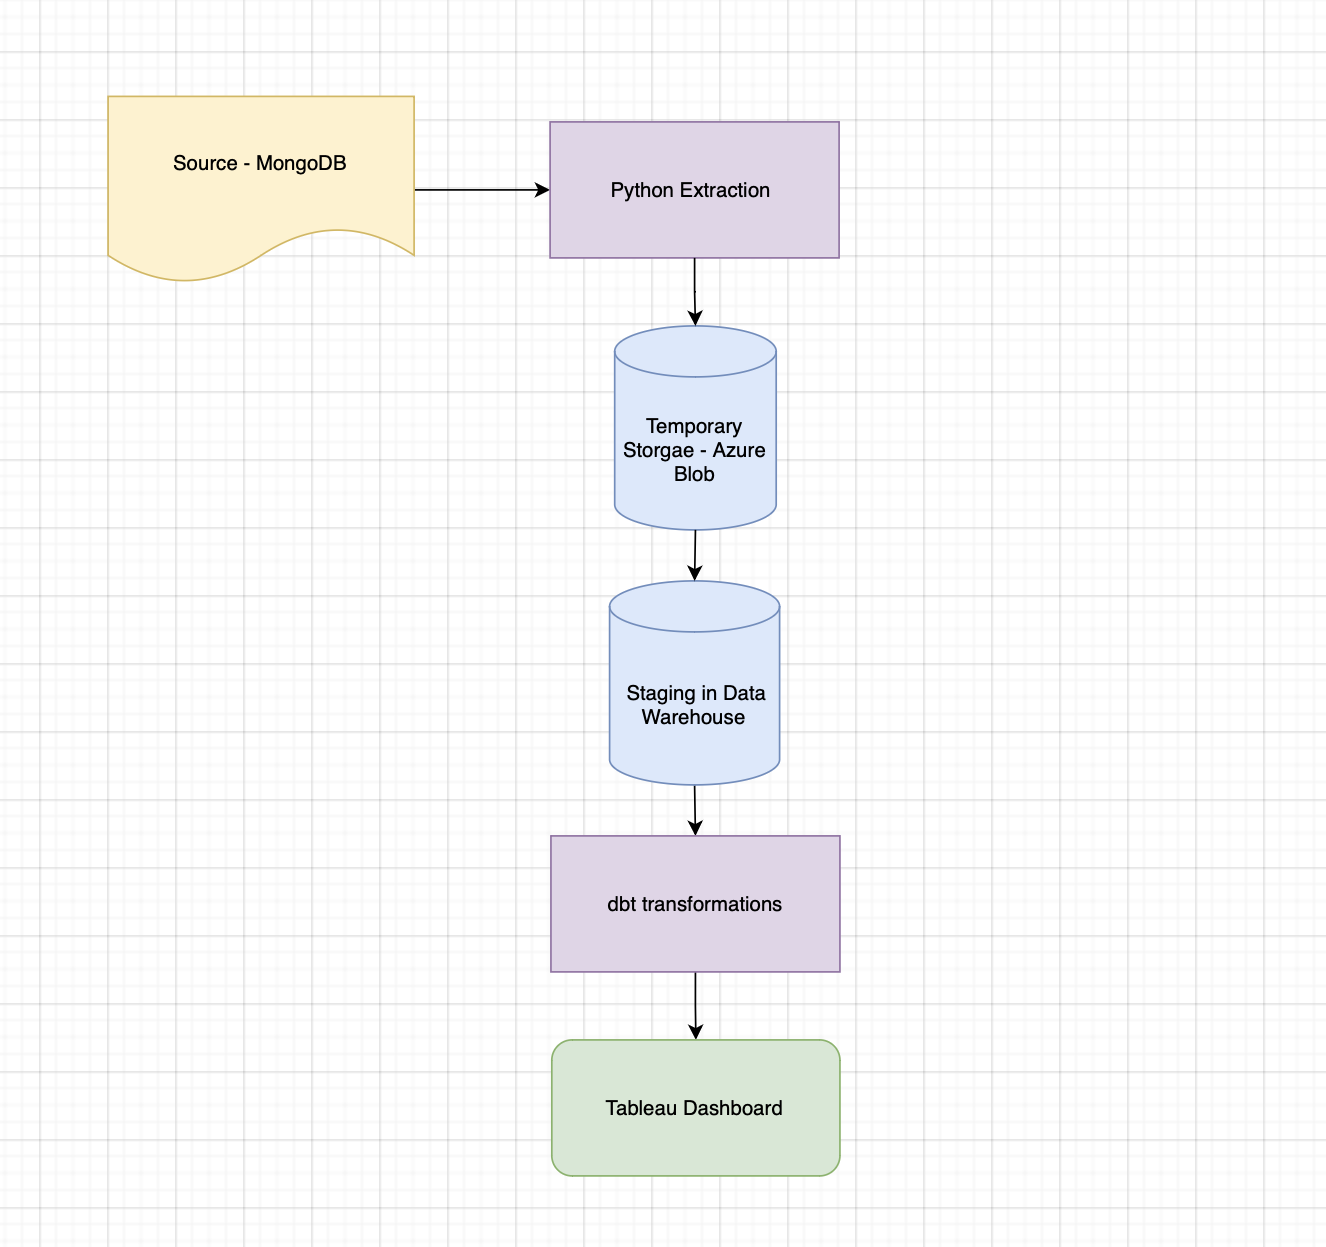 Source - MongoDB
Python Extraction
Temporary
Storgae - Azure
Blob
Staging in Data
Warehouse
dbt transformations
Tableau Dashboard